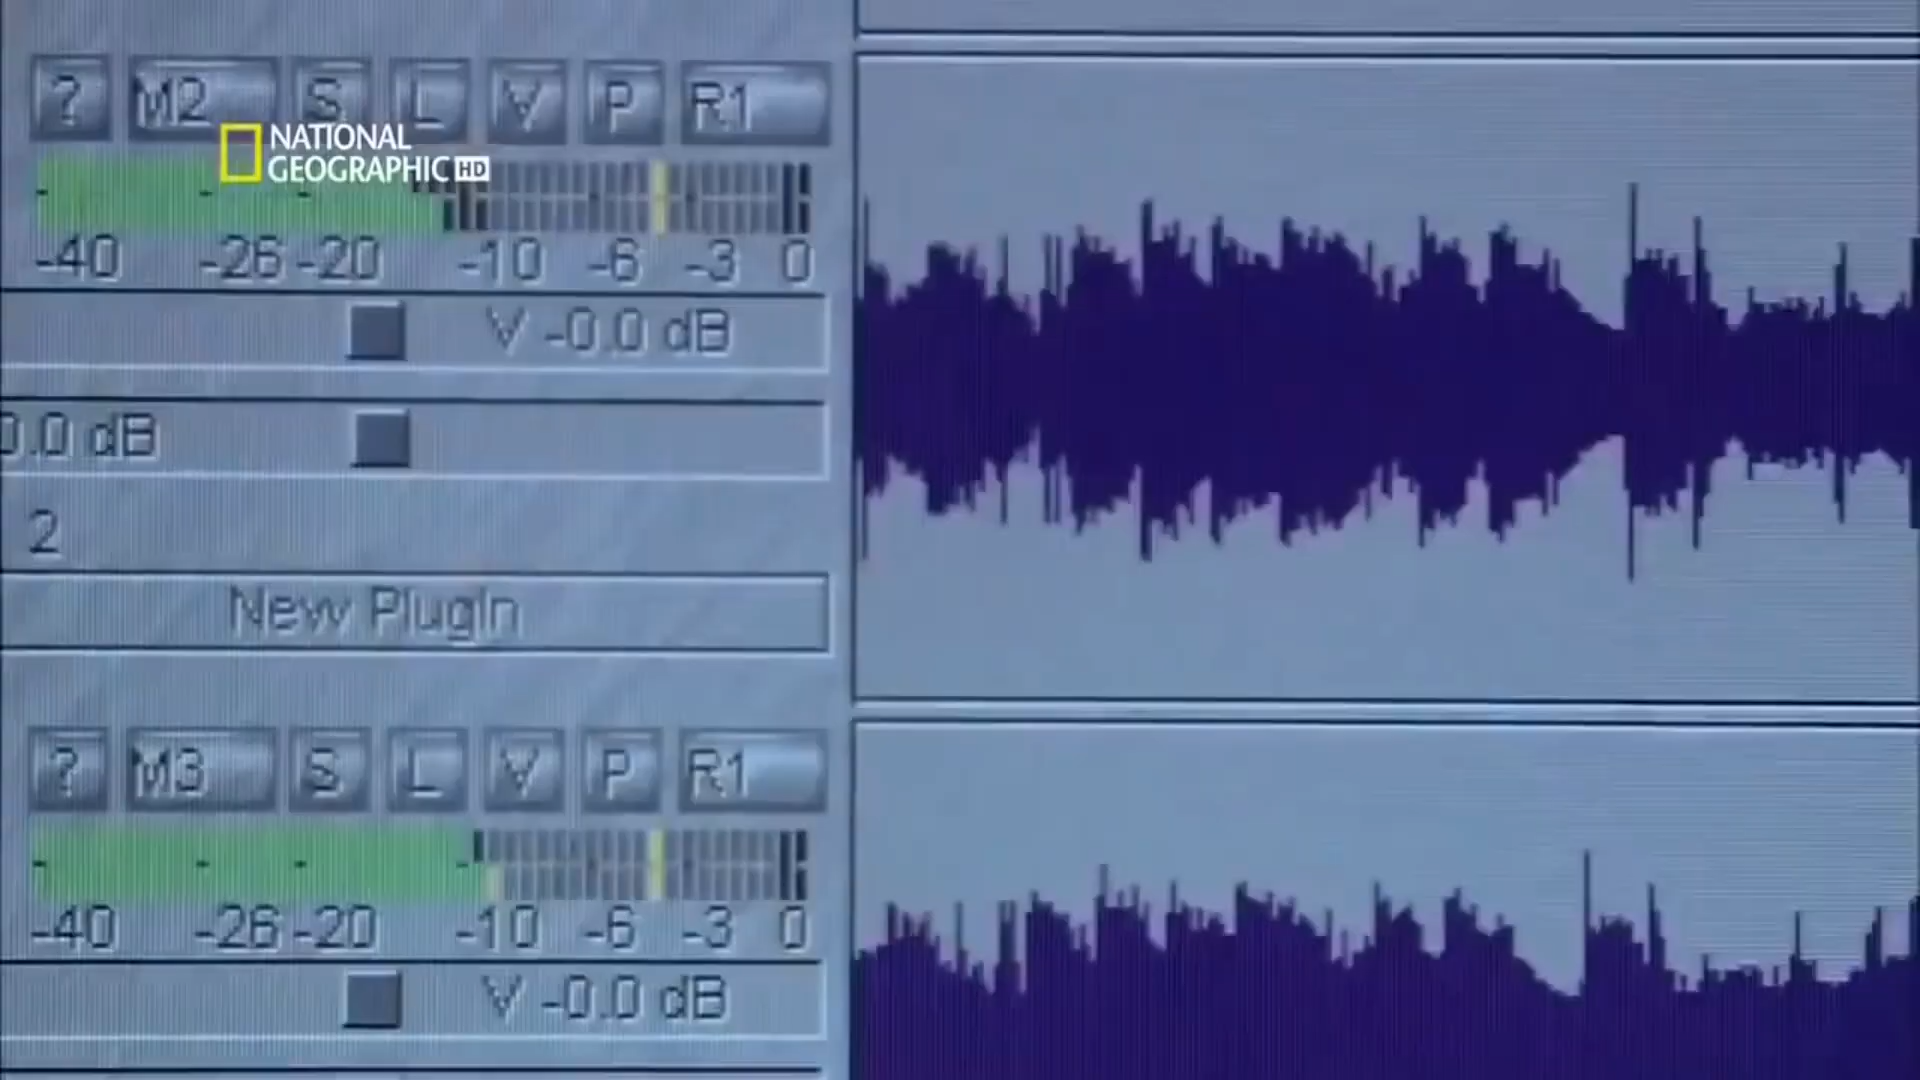 ? M2 S L V P R1
NATIONAL
GEOGRAPHIC HD
-40 -26 -20 -10 -6 -3 0
V -0.0 dB
0.0 dB
2
New PlugIn
? M3 S L V P R1
-40 -26 -20 -10 -6 -3 0
V -0.0 dB